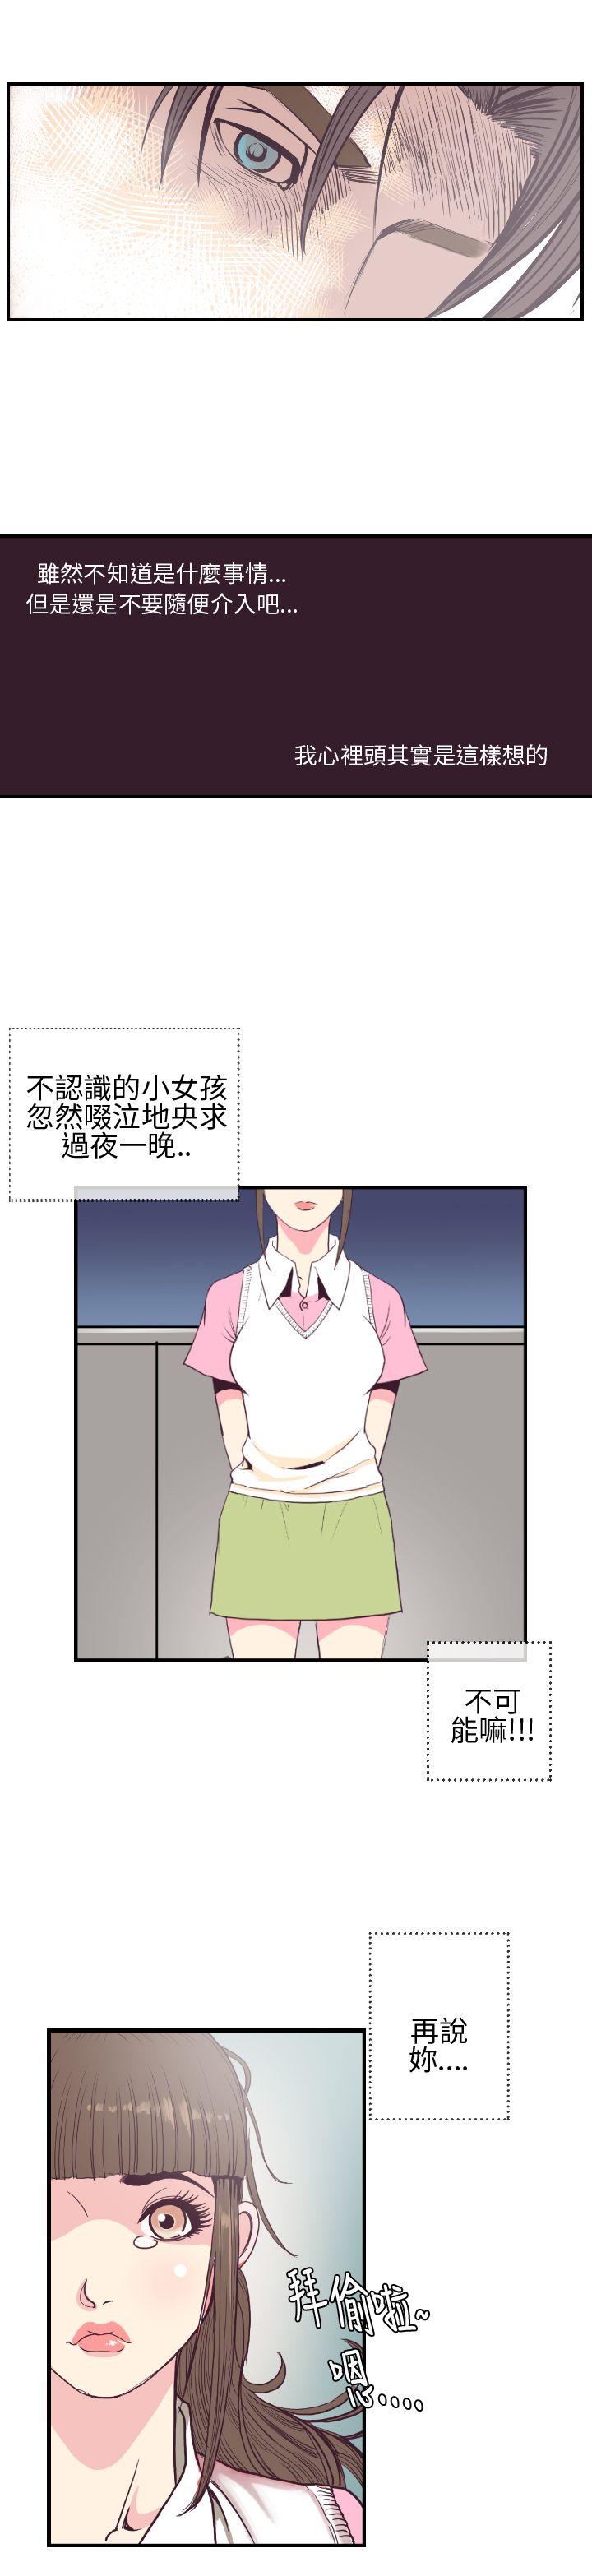 雖然不知道是什麼事情...
但是還是不要隨便介入吧...
我心裡頭其實是這樣想的
不認識的小女孩
忽然啜泣地央求
過夜一晚..
不可
能嘛!!!
再說
妳....
拜偷啦~
嗯....